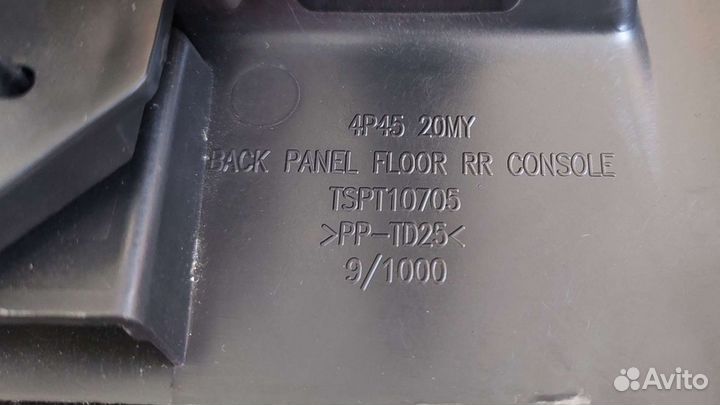 4P45 20MY
BACK PANEL FLOOR RR CONSOLE
TSPT10705
>PP-TD25<
9/1000
Avito